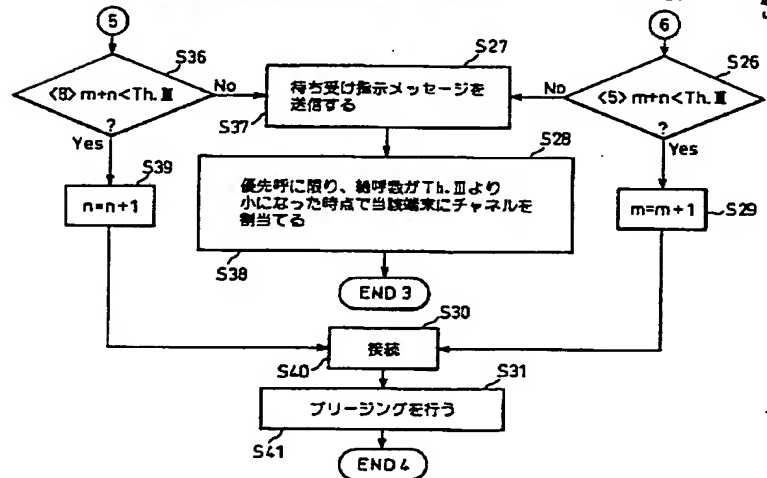 5
6
S36
S27
S26
<8> m+n<Th.Ⅲ
?
No
Yes
待ち受け指示メッセージを
送信する
S37
No
<5> m+n<Th.Ⅲ
?
Yes
S39
n=n+1
S28
優先呼に限り、総呼数がTh.Ⅲより
小になった時点で当該端末にチャネルを
割当てる
S38
m=m+1
S29
END 3
S30
接続
S40
S31
ブリージングを行う
S41
END 4